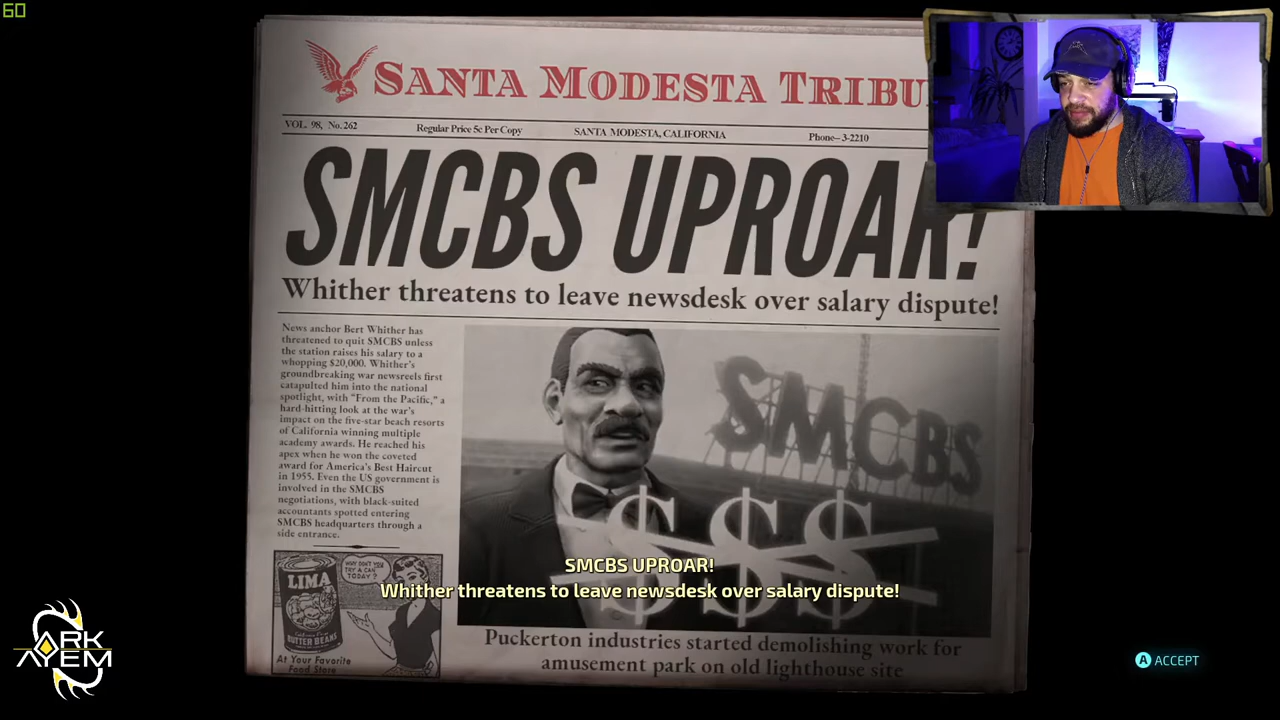 60
SANTA MODESTA TRIBU
VOL. 98, No. 262 Regular Price 5c Per Copy SANTA MODESTA, CALIFORNIA Phone–3-2210
SMCBS UPROAR!
Whither threatens to leave newsdesk over salary dispute!
News anchor Bert Whither has
threatened to quit SMCBS unless
the station raises his salary to a
whopping $20,000. Whither's
groundbreaking war newsreels first
catapulted him into the national
spotlight, with "From the Pacific," a
hard-hitting look at the war's
impact on the five-star beach resorts
of California winning multiple
academy awards. He reached his
apex when he won the coveted
award for America's Best Haircut
in 1955. Even the US government is
involved in the SMCBS
negotiations, with black-suited
accountants spotted entering
SMCBS headquarters through a
side entrance.
SMCBS
$$$
SMCBS UPROAR!
Whither threatens to leave newsdesk over salary dispute!
WHY DON'T YOU
TRY A CAN
TODAY?
LIMA
BUTTER BEANS
At Your Favorite
Food Store
Puckerton industries started demolishing work for
amusement park on old lighthouse site
ARK
AYEM
A ACCEPT